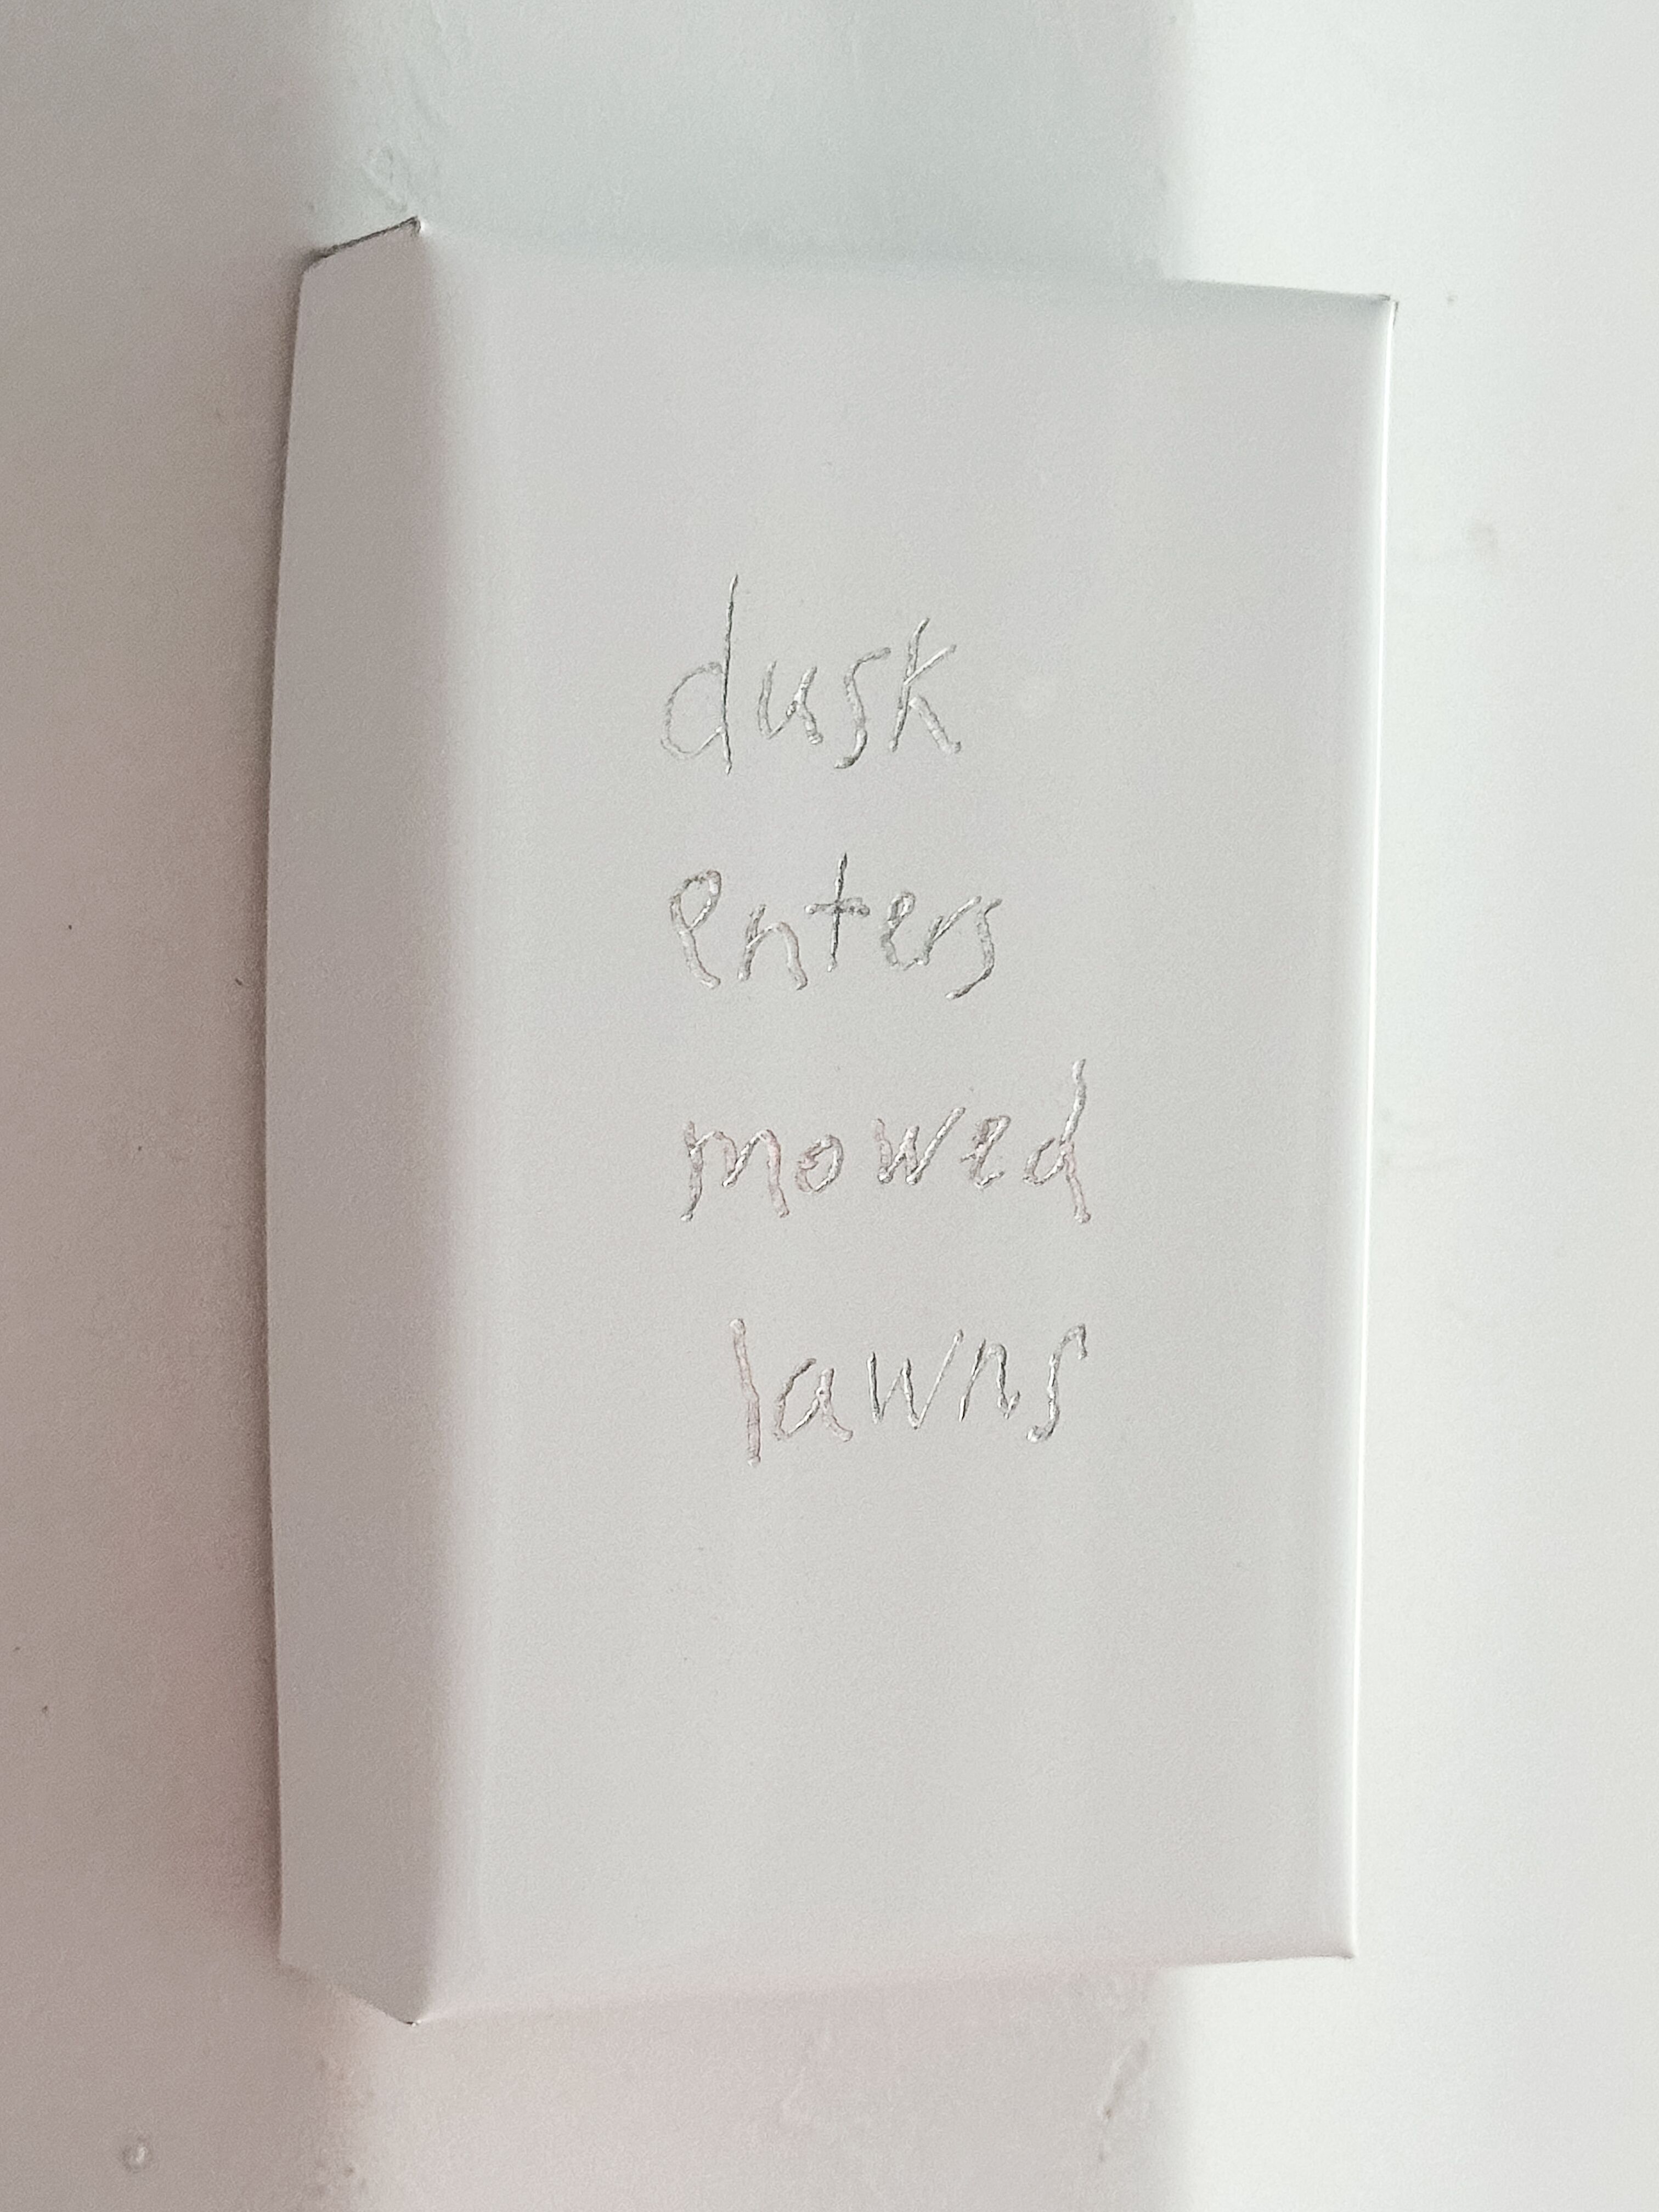 dusk
enters
mowed
lawns